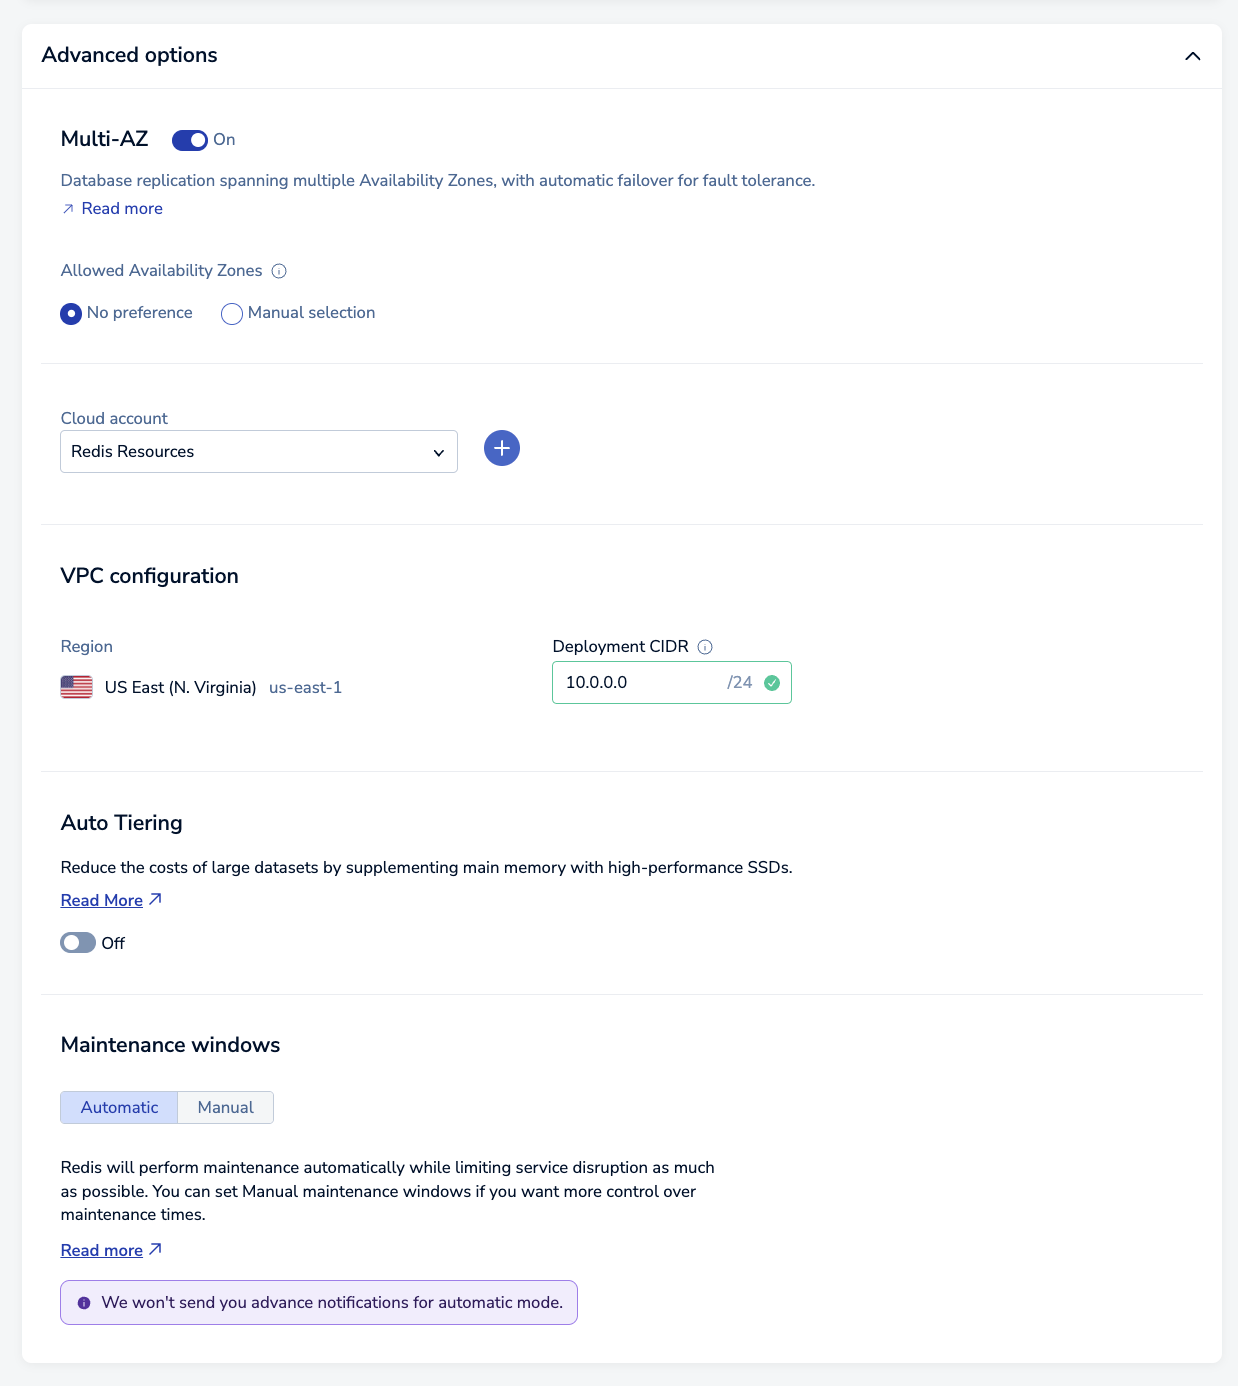 Advanced options
Multi-AZ On
Database replication spanning multiple Availability Zones, with automatic failover for fault tolerance.
Read more
Allowed Availability Zones
No preference Manual selection
Cloud account
Redis Resources
VPC configuration
Region Deployment CIDR
US East (N. Virginia) us-east-1 10.0.0.0 /24
Auto Tiering
Reduce the costs of large datasets by supplementing main memory with high-performance SSDs.
Read More
Off
Maintenance windows
Automatic Manual
Redis will perform maintenance automatically while limiting service disruption as much
as possible. You can set Manual maintenance windows if you want more control over
maintenance times.
Read more
We won't send you advance notifications for automatic mode.